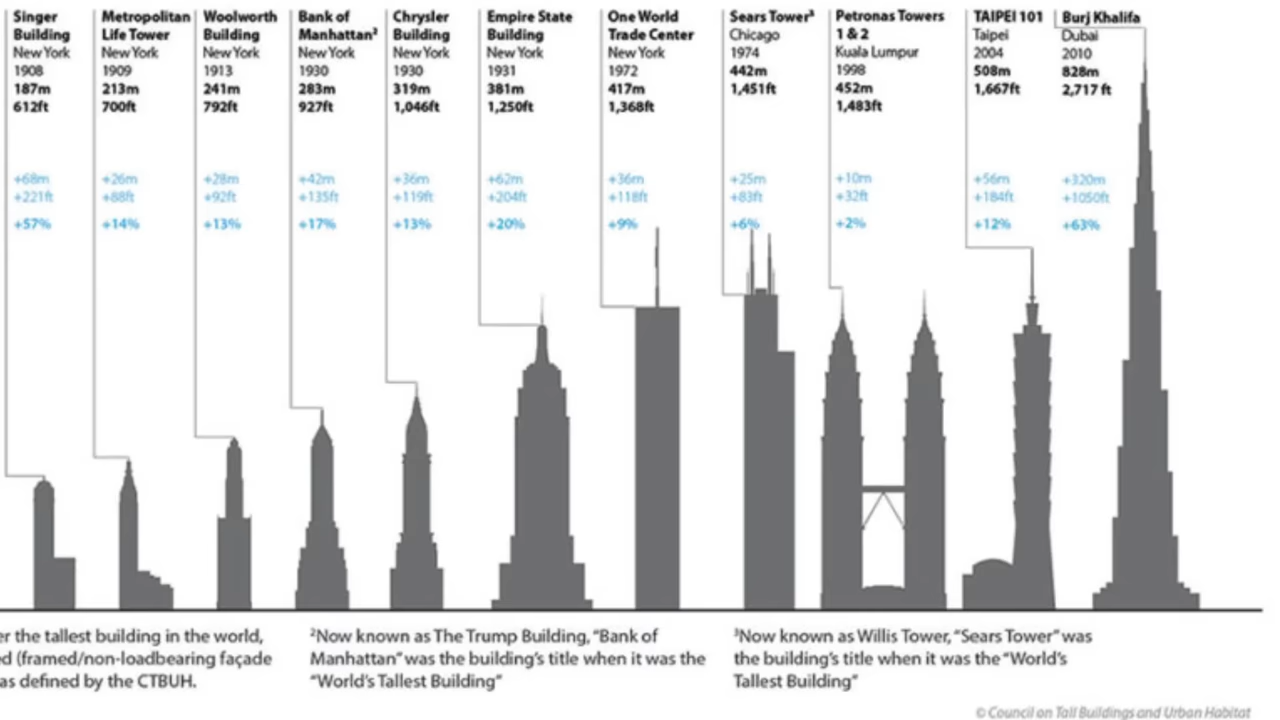 Singer
Building
New York
1908
187m
612ft
+68m
+221ft
+57%
Metropolitan
Life Tower
New York
1909
213m
700ft
+26m
+88ft
+14%
Woolworth
Building
New York
1913
241m
792ft
+28m
+92ft
+13%
Bank of
Manhattan²
New York
1930
283m
927ft
+42m
+135ft
+17%
Chrysler
Building
New York
1930
319m
1,046ft
+36m
+119ft
+13%
Empire State
Building
New York
1931
381m
1,250ft
+62m
+204ft
+20%
One World
Trade Center
New York
1972
417m
1,368ft
+36m
+118ft
+9%
Sears Tower³
Chicago
1974
442m
1,451ft
+25m
+83ft
+6%
Petronas Towers
1 & 2
Kuala Lumpur
1998
452m
1,483ft
+10m
+32ft
+2%
TAIPEI 101
Taipei
2004
508m
1,667ft
+56m
+184ft
+12%
Burj Khalifa
Dubai
2010
828m
2,717 ft
+320m
+1050ft
+63%
er the tallest building in the world,
ed (framed/non-loadbearing façade
as defined by the CTBUH.
²Now known as The Trump Building, "Bank of
Manhattan" was the building's title when it was the
"World's Tallest Building"
³Now known as Willis Tower, "Sears Tower" was
the building's title when it was the "World's
Tallest Building"
© Council on Tall Buildings and Urban Habitat